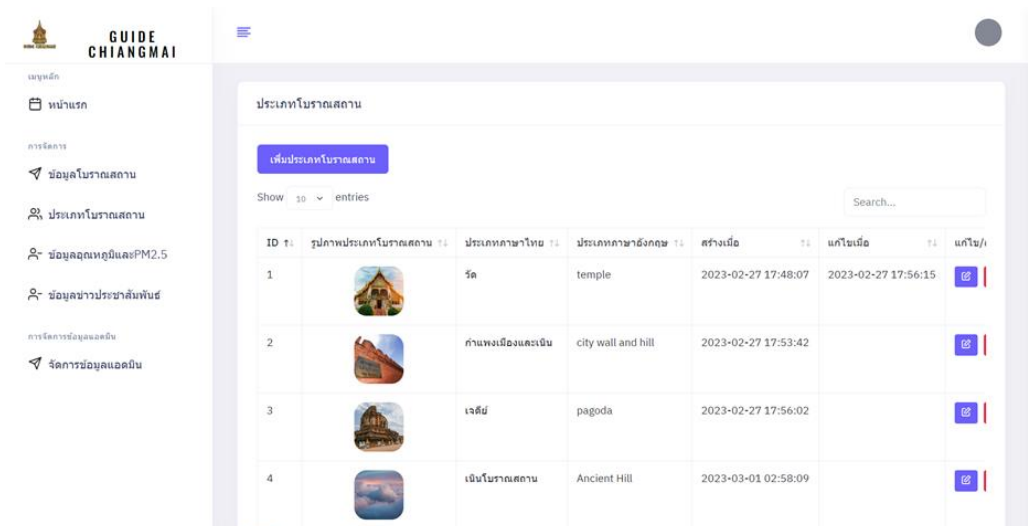 GUIDE
CHIANGMAI
เมนูหลัก
หน้าแรก
การจัดการ
ข้อมูลโบราณสถาน
ประเภทโบราณสถาน
ข้อมูลอุณหภูมิและPM2.5
ข้อมูลข่าวประชาสัมพันธ์
การจัดการข้อมูลแอดมิน
จัดการข้อมูลแอดมิน
ประเภทโบราณสถาน
เพิ่มประเภทโบราณสถาน
Show 10 entries
Search...
ID รูปภาพประเภทโบราณสถาน ประเภทภาษาไทย ประเภทภาษาอังกฤษ สร้างเมื่อ แก้ไขเมื่อ แก้ไข/
1 วัด temple 2023-02-27 17:48:07 2023-02-27 17:56:15
2 กำแพงเมืองและเนิน city wall and hill 2023-02-27 17:53:42
3 เจดีย์ pagoda 2023-02-27 17:56:02
4 เนินโบราณสถาน Ancient Hill 2023-03-01 02:58:09